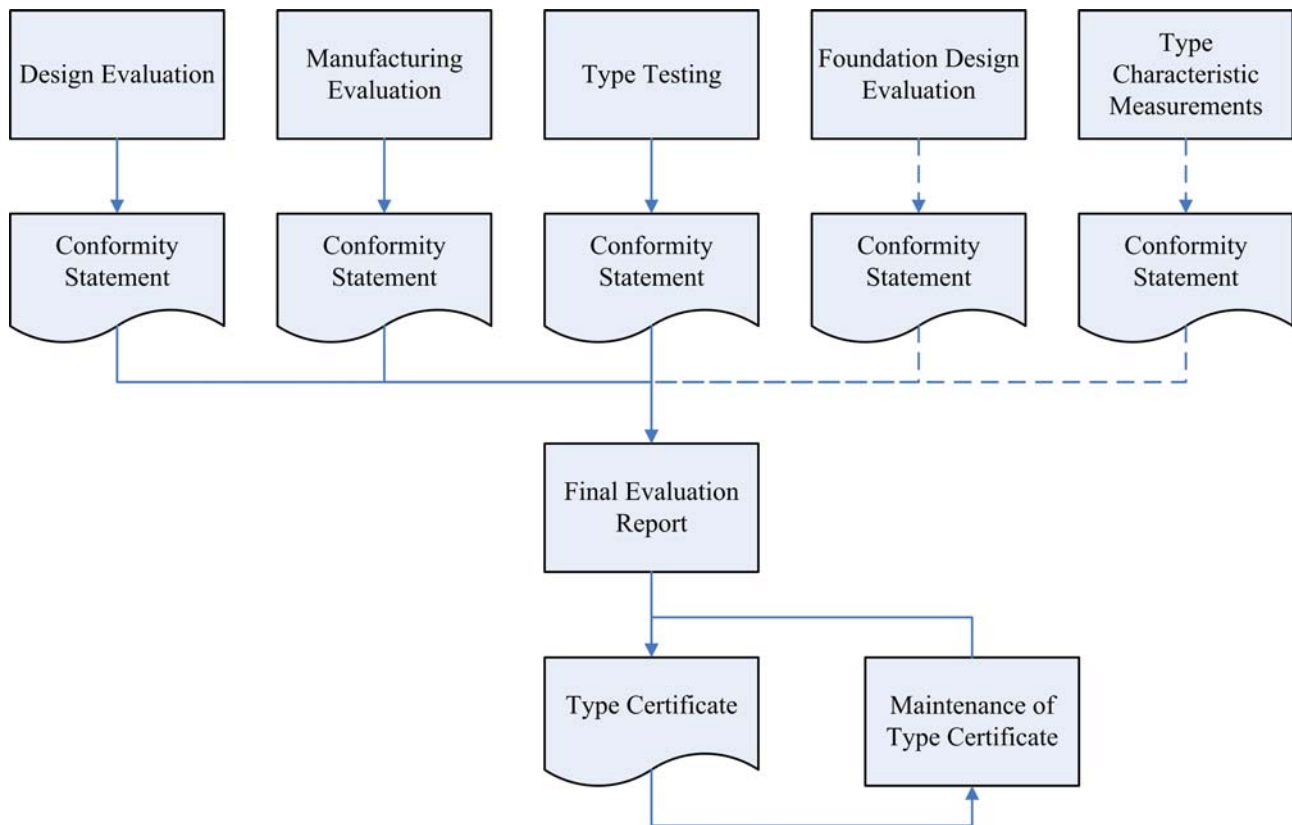 Design Evaluation
Manufacturing
Evaluation
Type Testing
Foundation Design
Evaluation
Type
Characteristic
Measurements
Conformity
Statement
Conformity
Statement
Conformity
Statement
Conformity
Statement
Conformity
Statement
Final Evaluation
Report
Type Certificate
Maintenance of
Type Certificate